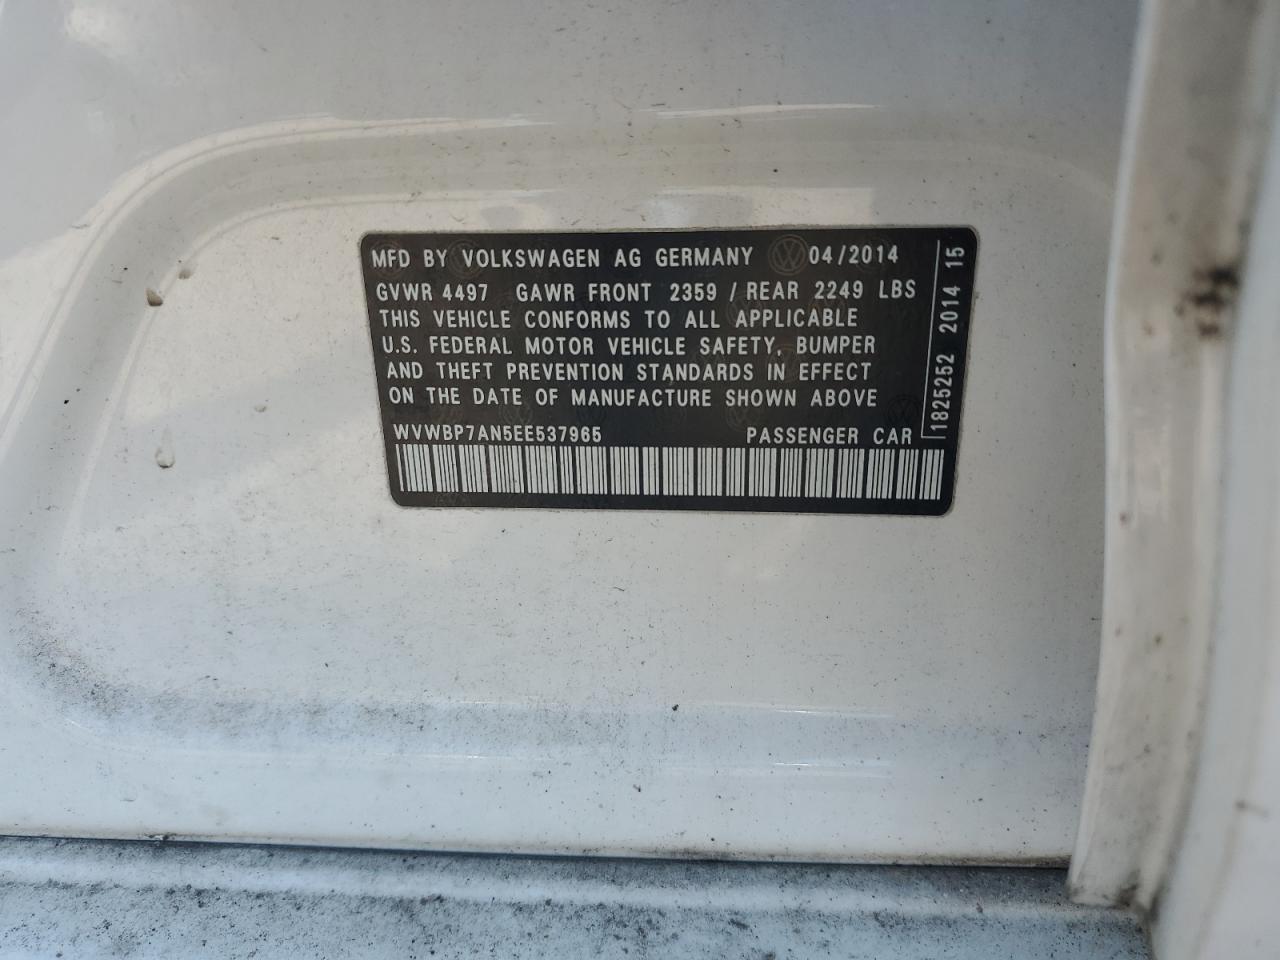 MFD BY VOLKSWAGEN AG GERMANY 04/2014
GVWR 4497 GAWR FRONT 2359 / REAR 2249 LBS
THIS VEHICLE CONFORMS TO ALL APPLICABLE
U.S. FEDERAL MOTOR VEHICLE SAFETY, BUMPER
AND THEFT PREVENTION STANDARDS IN EFFECT
ON THE DATE OF MANUFACTURE SHOWN ABOVE
WVWBP7AN5EE537965 PASSENGER CAR
1825252 2014 15